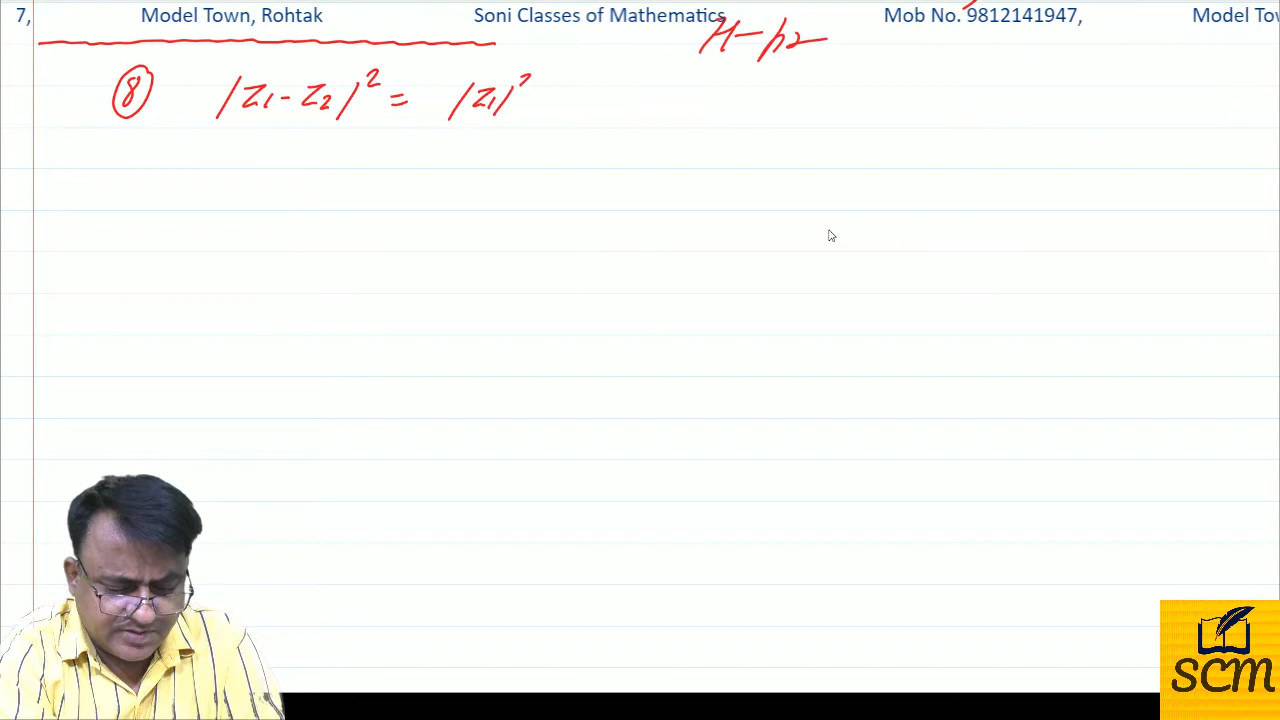 7, Model Town, Rohtak Soni Classes of Mathematics Mob No. 9812141947, Model Tow
⑧ |Z₁ - Z₂|² = |Z₁|²
SCM